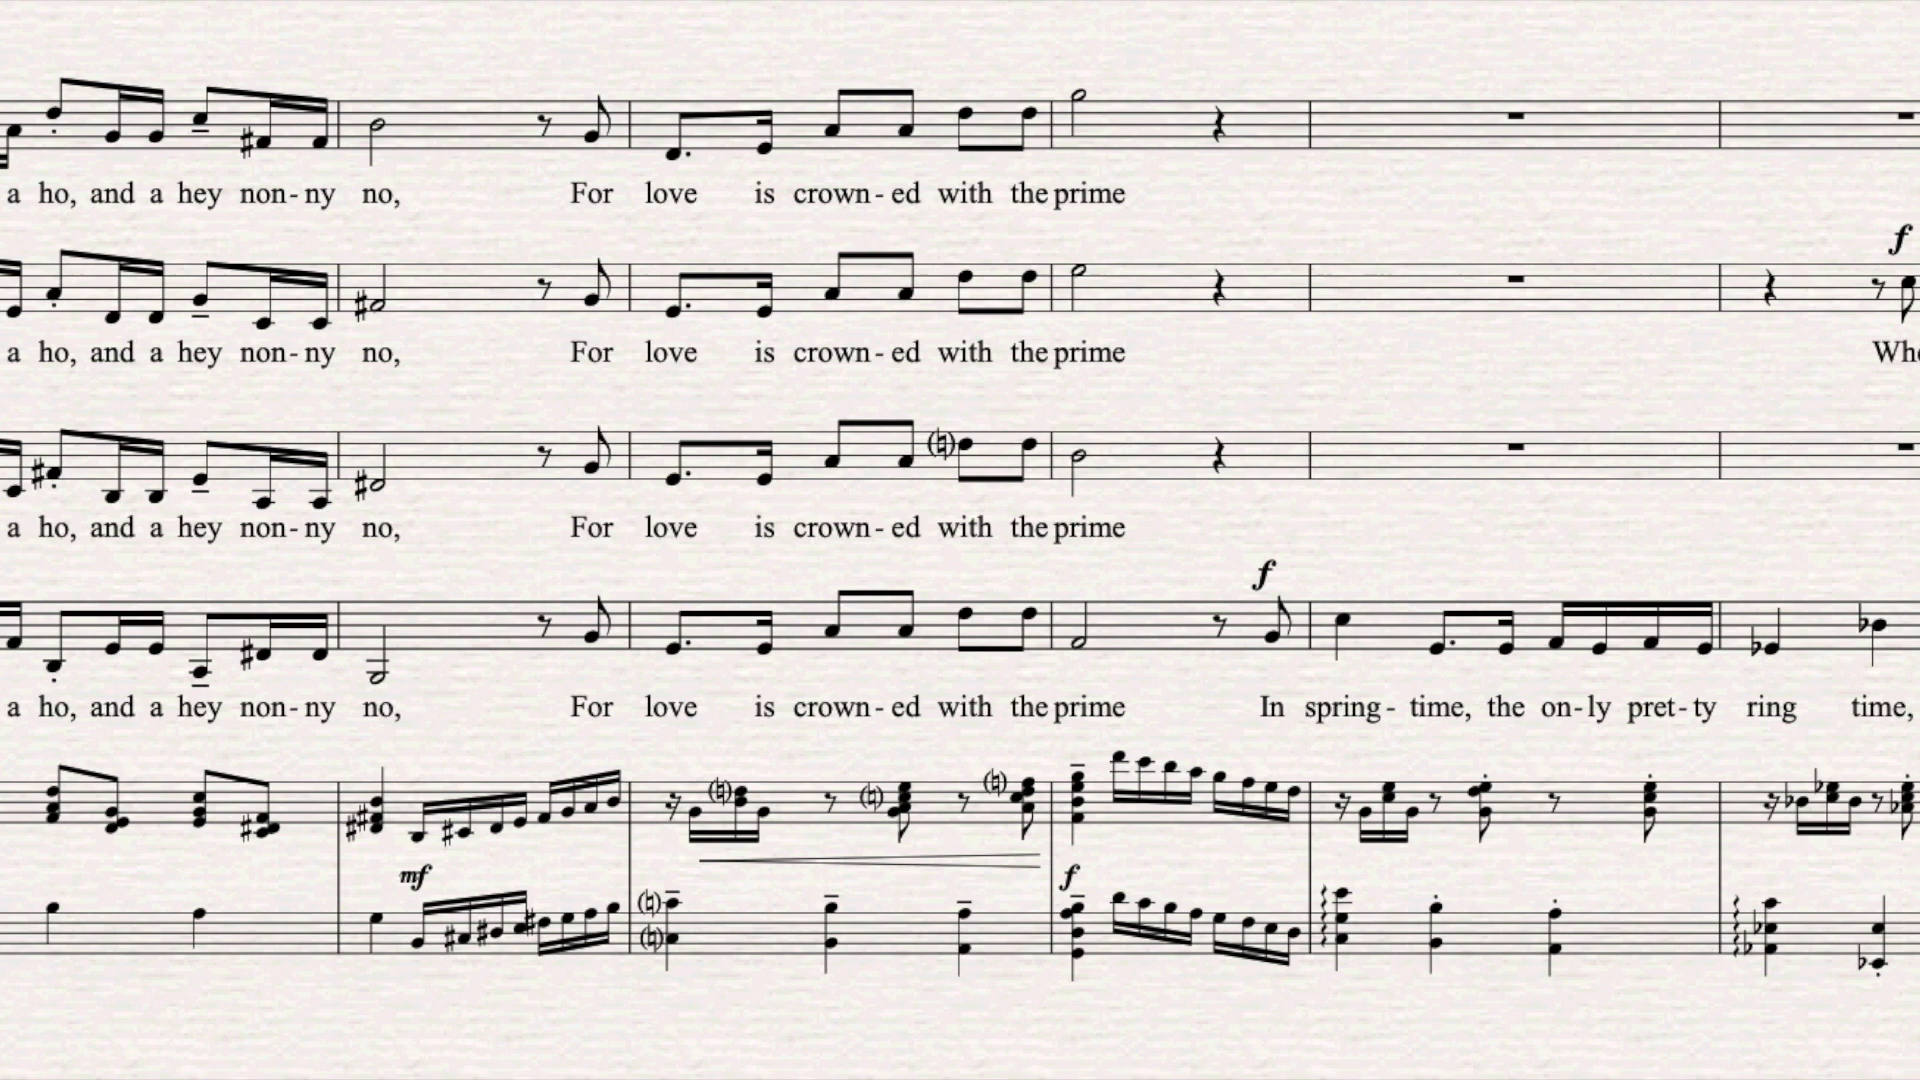 a ho, and a hey non - ny no, For love is crown - ed with the prime
f
a ho, and a hey non - ny no, For love is crown - ed with the prime Whe
a ho, and a hey non - ny no, For love is crown - ed with the prime
f
a ho, and a hey non - ny no, For love is crown - ed with the prime In spring - time, the on - ly pret - ty ring time,
mf f